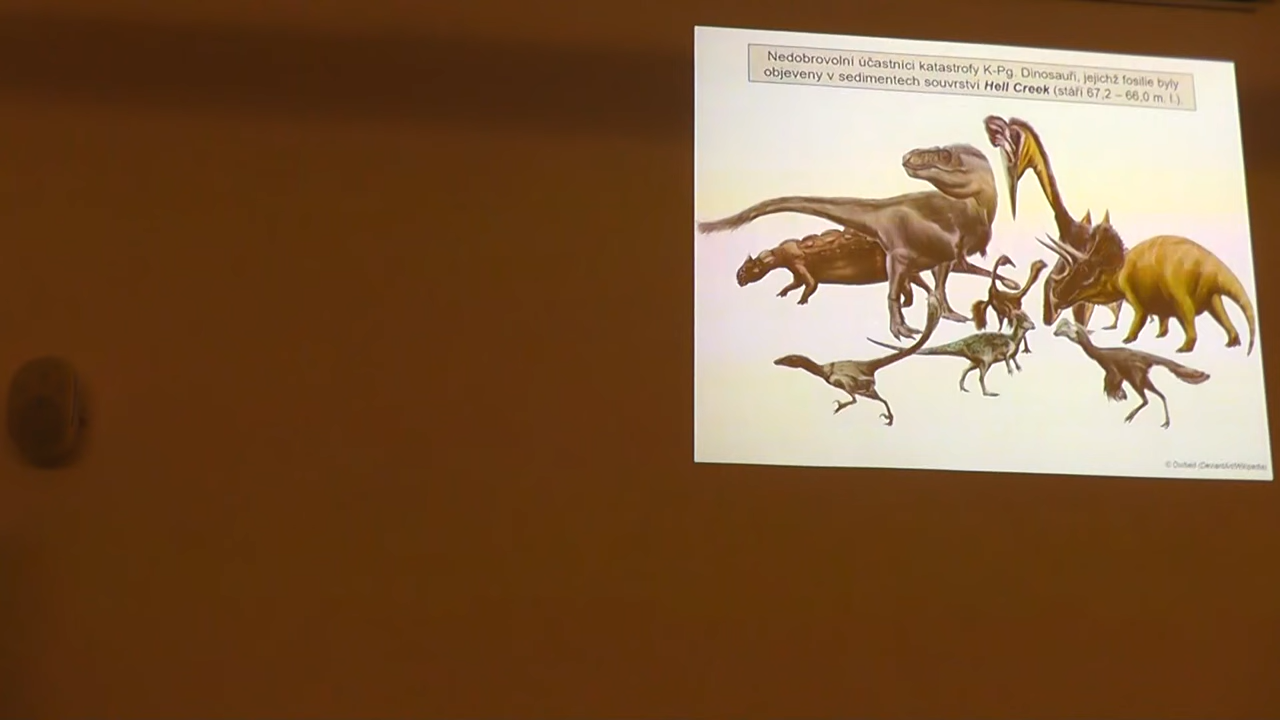 Nedobrovolní účastníci katastrofy K-Pg. Dinosauři, jejichž fosilie byly
objeveny v sedimentech souvrství Hell Creek (stáří 67,2 – 66,0 m. l.).